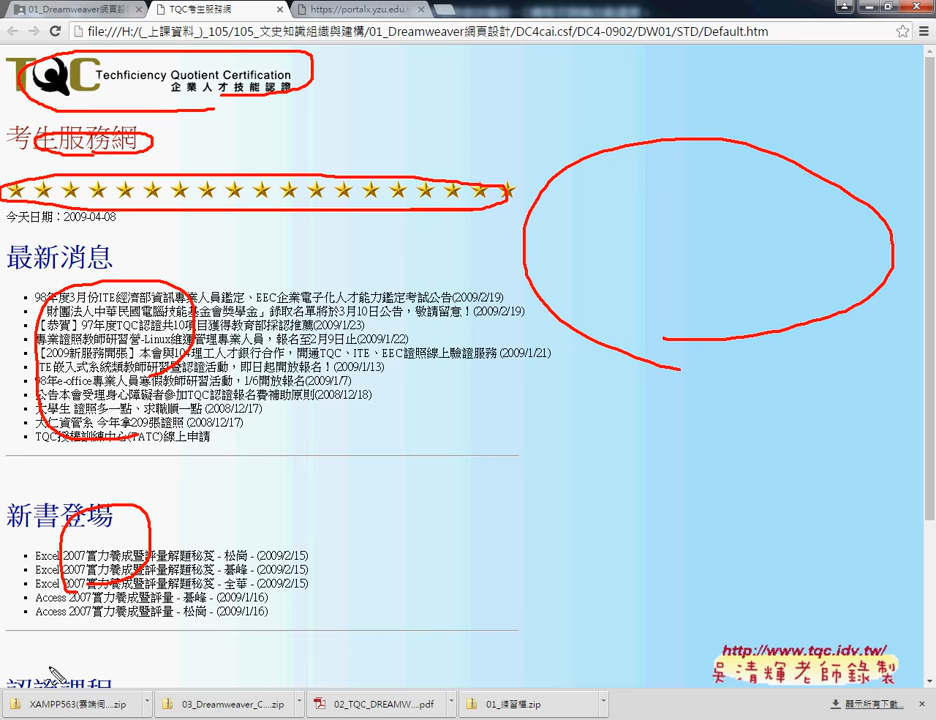 01_Dreamweaver網頁設
TQC考生服務網
https://portalx.yzu.edu.t
file:///H:/(_上課資料_)_105/105_文史知識組織與建構/01_Dreamweaver網頁設計/DC4cai.csf/DC4-0902/DW01/STD/Default.htm
TQC Techficiency Quotient Certification
企業人才技能認證
考生服務網
今天日期：2009-04-08
最新消息
98年度3月份ITE經濟部資訊專業人員鑑定、EEC企業電子化人才能力鑑定考試公告(2009/2/19)
「財團法人中華民國電腦技能基金會獎學金」錄取名單將於3月10日公告，敬請留意！(2009/2/19)
【恭賀】97年度TQC認證共10項目獲得教育部採認推薦(2009/1/23)
專業證照教師研習營-Linux維運管理專業人員，報名至2月9日止(2009/1/22)
【2009新服務開張】本會與104理工人才銀行合作，開通TQC、ITE、EEC證照線上驗證服務 (2009/1/21)
ITE 嵌入式系統類教師研習暨認證活動，即日起開放報名！(2009/1/13)
98年e-office專業人員寒假教師研習活動，1/6開放報名(2009/1/7)
公告本會受理身心障礙者參加TQC認證報名費補助原則(2008/12/18)
大學生 證照多一點、求職順一點 (2008/12/17)
大仁資管系 今年拿209張證照 (2008/12/17)
TQC授權訓練中心(TATC)線上申請
新書登場
Excel 2007實力養成暨評量解題秘笈 - 松崗 - (2009/2/15)
Excel 2007實力養成暨評量解題秘笈 - 碁峰 - (2009/2/15)
Excel 2007實力養成暨評量解題秘笈 - 全華 - (2009/2/15)
Access 2007實力養成暨評量 - 碁峰 - (2009/1/16)
Access 2007實力養成暨評量 - 松崗 - (2009/1/16)
認證課程
http://www.tqc.idv.tw/
吳清輝老師錄製
XAMPP563(雲端伺....zip
03_Dreamweaver_C....zip
02_TQC_DREAMW....pdf
01_練習檔.zip
顯示所有下載...